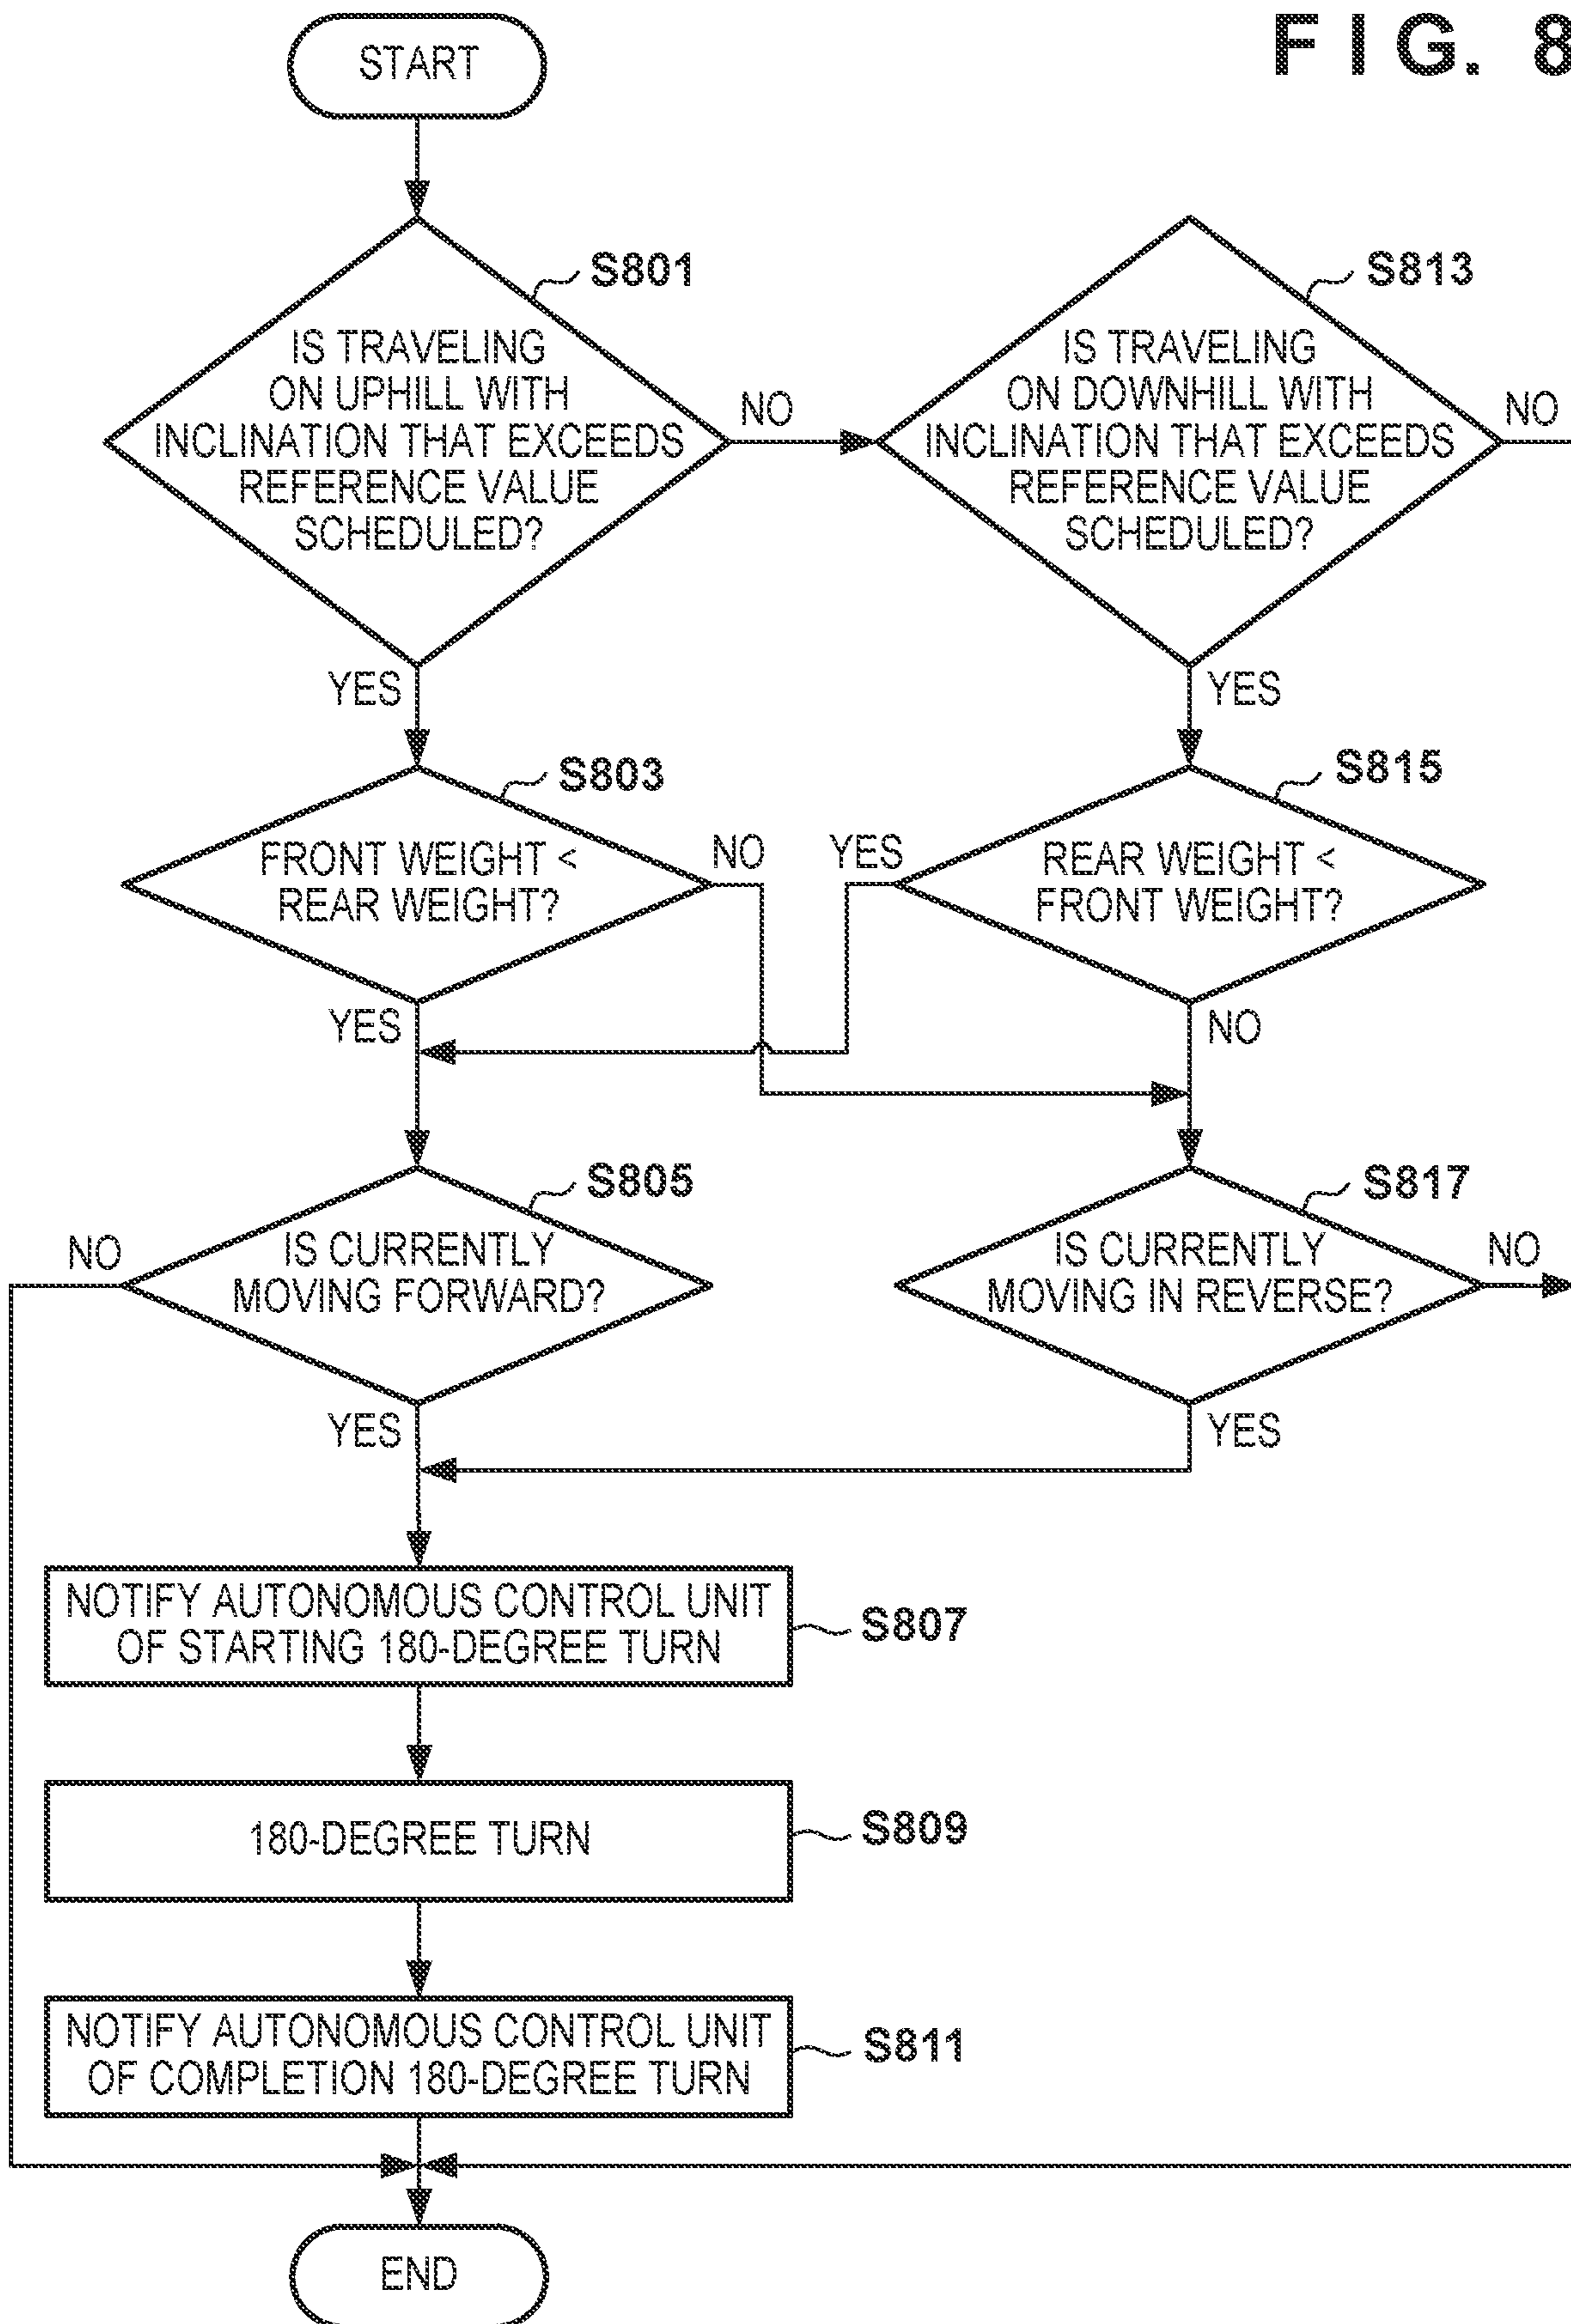 FIG. 8
START
S801
IS TRAVELING
ON UPHILL WITH
INCLINATION THAT EXCEEDS
REFERENCE VALUE
SCHEDULED?
NO
YES
S813
IS TRAVELING
ON DOWNHILL WITH
INCLINATION THAT EXCEEDS
REFERENCE VALUE
SCHEDULED?
NO
YES
S803
FRONT WEIGHT <
REAR WEIGHT?
NO
YES
S815
YES
REAR WEIGHT <
FRONT WEIGHT?
NO
S805
NO
IS CURRENTLY
MOVING FORWARD?
YES
S817
IS CURRENTLY
MOVING IN REVERSE?
NO
YES
NOTIFY AUTONOMOUS CONTROL UNIT
OF STARTING 180-DEGREE TURN
S807
180-DEGREE TURN
S809
NOTIFY AUTONOMOUS CONTROL UNIT
OF COMPLETION 180-DEGREE TURN
S811
END